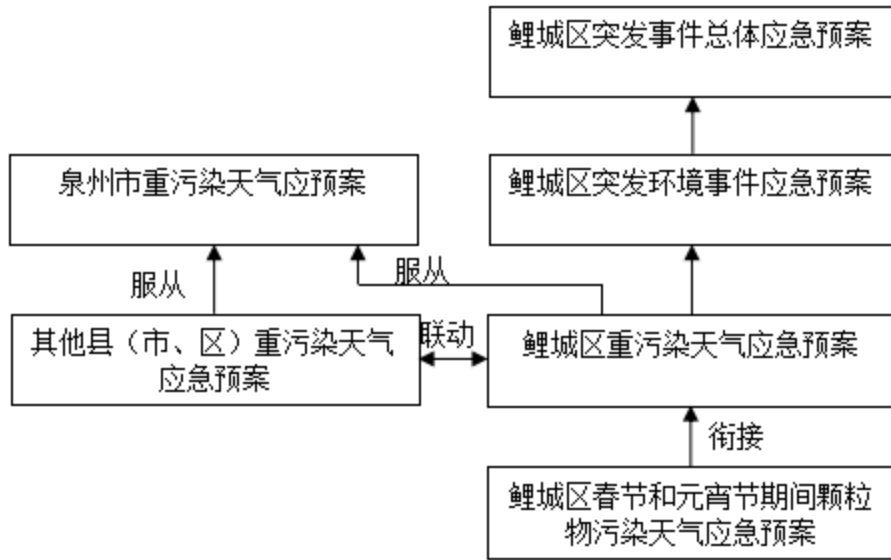 鲤城区突发事件总体应急预案
泉州市重污染天气应预案
鲤城区突发环境事件应急预案
服从
服从
其他县（市、区）重污染天气
应急预案
联动
鲤城区重污染天气应急预案
衔接
鲤城区春节和元宵节期间颗粒
物污染天气应急预案